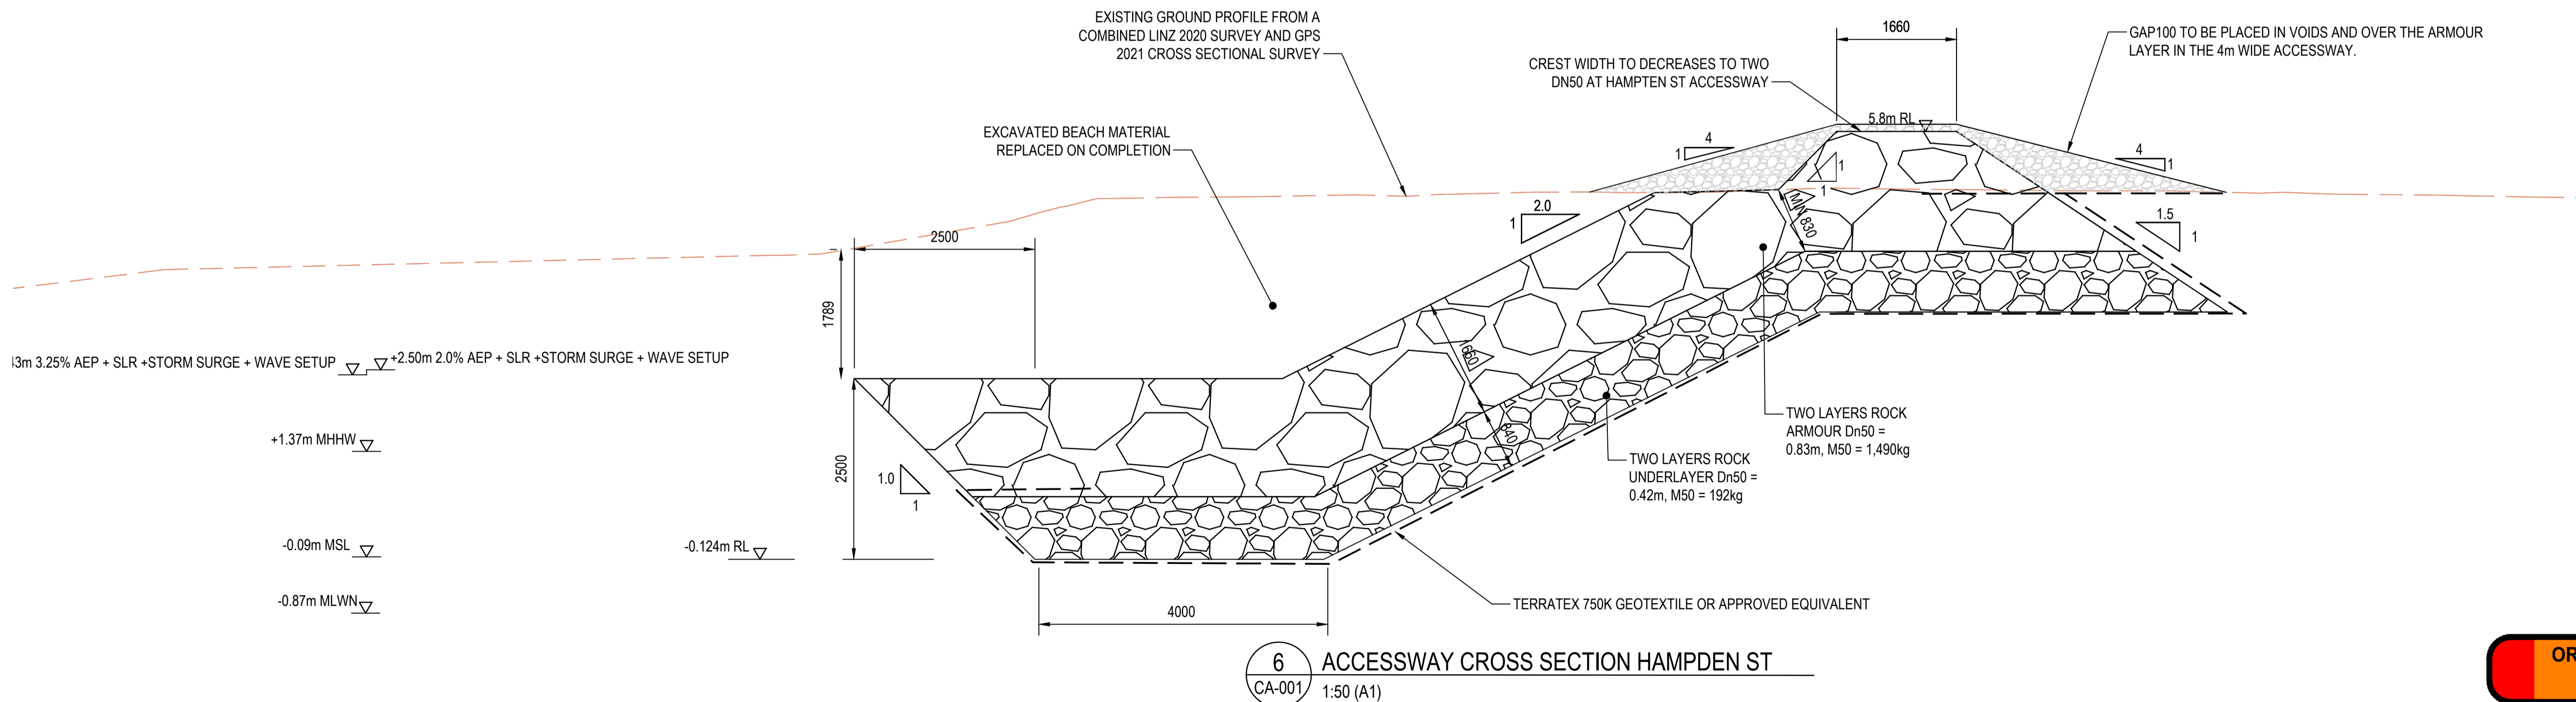 EXISTING GROUND PROFILE FROM A
COMBINED LINZ 2020 SURVEY AND GPS
2021 CROSS SECTIONAL SURVEY
1660
GAP100 TO BE PLACED IN VOIDS AND OVER THE ARMOUR
LAYER IN THE 4m WIDE ACCESSWAY.
CREST WIDTH TO DECREASES TO TWO
DN50 AT HAMPTEN ST ACCESSWAY
5.8m RL
EXCAVATED BEACH MATERIAL
REPLACED ON COMPLETION
4
1
4
1
1
1
2.0
1
MIN 830
1.5
1
2500
1789
3m 3.25% AEP + SLR +STORM SURGE + WAVE SETUP
+2.50m 2.0% AEP + SLR +STORM SURGE + WAVE SETUP
1660
840
+1.37m MHHW
2500
1.0
1
TWO LAYERS ROCK
ARMOUR Dn50 =
0.83m, M50 = 1,490kg
TWO LAYERS ROCK
UNDERLAYER Dn50 =
0.42m, M50 = 192kg
-0.09m MSL
-0.124m RL
-0.87m MLWN
4000
TERRATEX 750K GEOTEXTILE OR APPROVED EQUIVALENT
6
CA-001
ACCESSWAY CROSS SECTION HAMPDEN ST
1:50 (A1)
OR